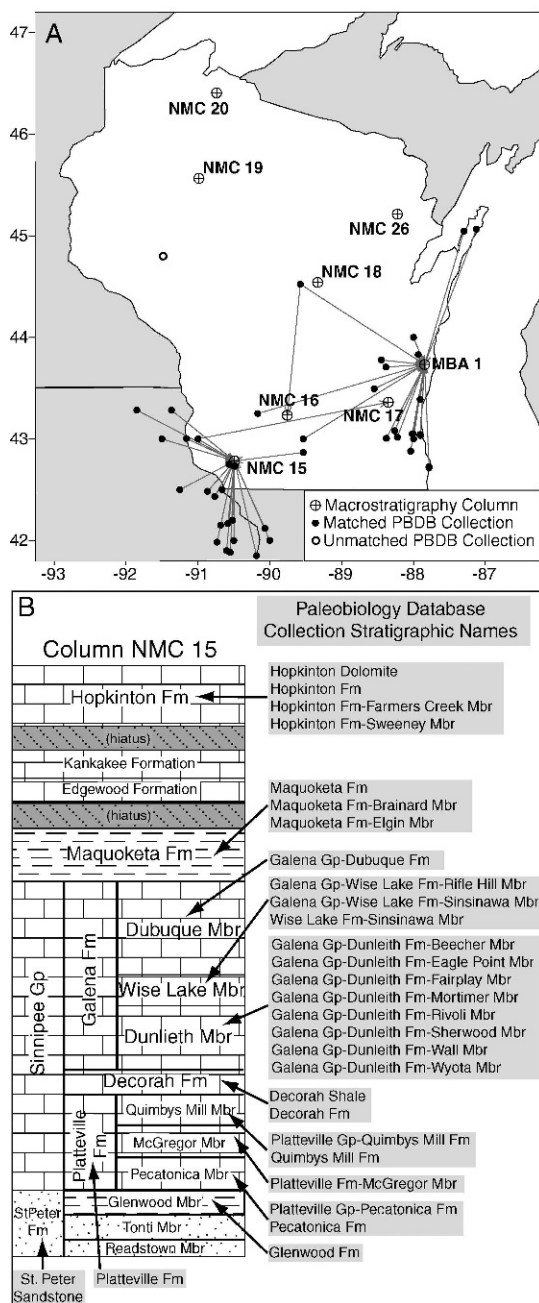 A
47
46
45
44
43
42
-93
-92
-91
-90
-89
-88
-87
NMC 20
NMC 19
NMC 26
NMC 18
MBA 1
NMC 16
NMC 17
NMC 15
Macrostratigraphy Column
Matched PBDB Collection
Unmatched PBDB Collection
B
Paleobiology Database
Collection Stratigraphic Names
Column NMC 15
Hopkinton Fm
(hiatus)
Kankakee Formation
Edgewood Formation
(hiatus)
Maquoketa Fm
Sinnipee Gp
Galena Fm
Dubuque Mbr
Wise Lake Mbr
Dunlieth Mbr
Decorah Fm
Platteville Fm
Quimbys Mill Mbr
McGregor Mbr
Pecatonica Mbr
St Peter Fm
Glenwood Mbr
Tonti Mbr
Readstown Mbr
Hopkinton Dolomite
Hopkinton Fm
Hopkinton Fm-Farmers Creek Mbr
Hopkinton Fm-Sweeney Mbr
Maquoketa Fm
Maquoketa Fm-Brainard Mbr
Maquoketa Fm-Elgin Mbr
Galena Gp-Dubuque Fm
Galena Gp-Wise Lake Fm-Rifle Hill Mbr
Galena Gp-Wise Lake Fm-Sinsinawa Mbr
Wise Lake Fm-Sinsinawa Mbr
Galena Gp-Dunleith Fm-Beecher Mbr
Galena Gp-Dunleith Fm-Eagle Point Mbr
Galena Gp-Dunleith Fm-Fairplay Mbr
Galena Gp-Dunleith Fm-Mortimer Mbr
Galena Gp-Dunleith Fm-Rivoli Mbr
Galena Gp-Dunleith Fm-Sherwood Mbr
Galena Gp-Dunleith Fm-Wall Mbr
Galena Gp-Dunleith Fm-Wyota Mbr
Decorah Shale
Decorah Fm
Platteville Gp-Quimbys Mill Fm
Quimbys Mill Fm
Platteville Fm-McGregor Mbr
Platteville Gp-Pecatonica Fm
Pecatonica Fm
Glenwood Fm
St. Peter
Sandstone
Platteville Fm